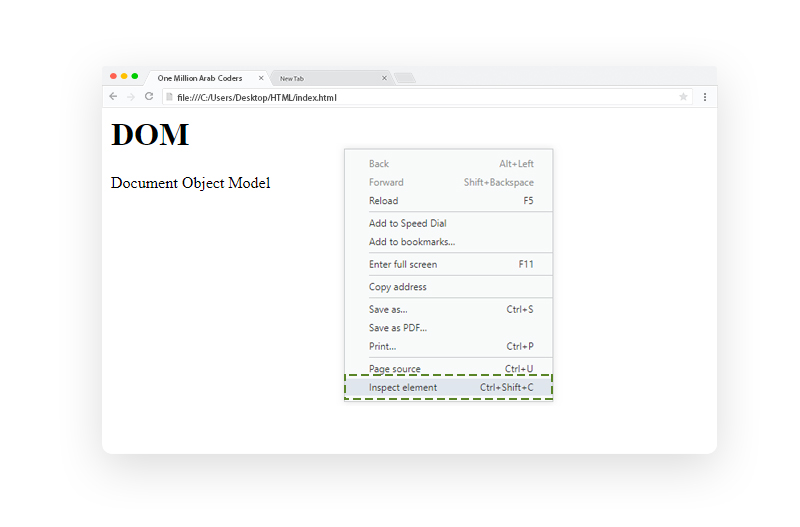 One Million Arab Coders
New Tab
file:///C:/Users/Desktop/HTML/index.html
DOM
Document Object Model
Back Alt+Left
Forward Shift+Backspace
Reload F5
Add to Speed Dial
Add to bookmarks...
Enter full screen F11
Copy address
Save as... Ctrl+S
Save as PDF...
Print... Ctrl+P
Page source Ctrl+U
Inspect element Ctrl+Shift+C